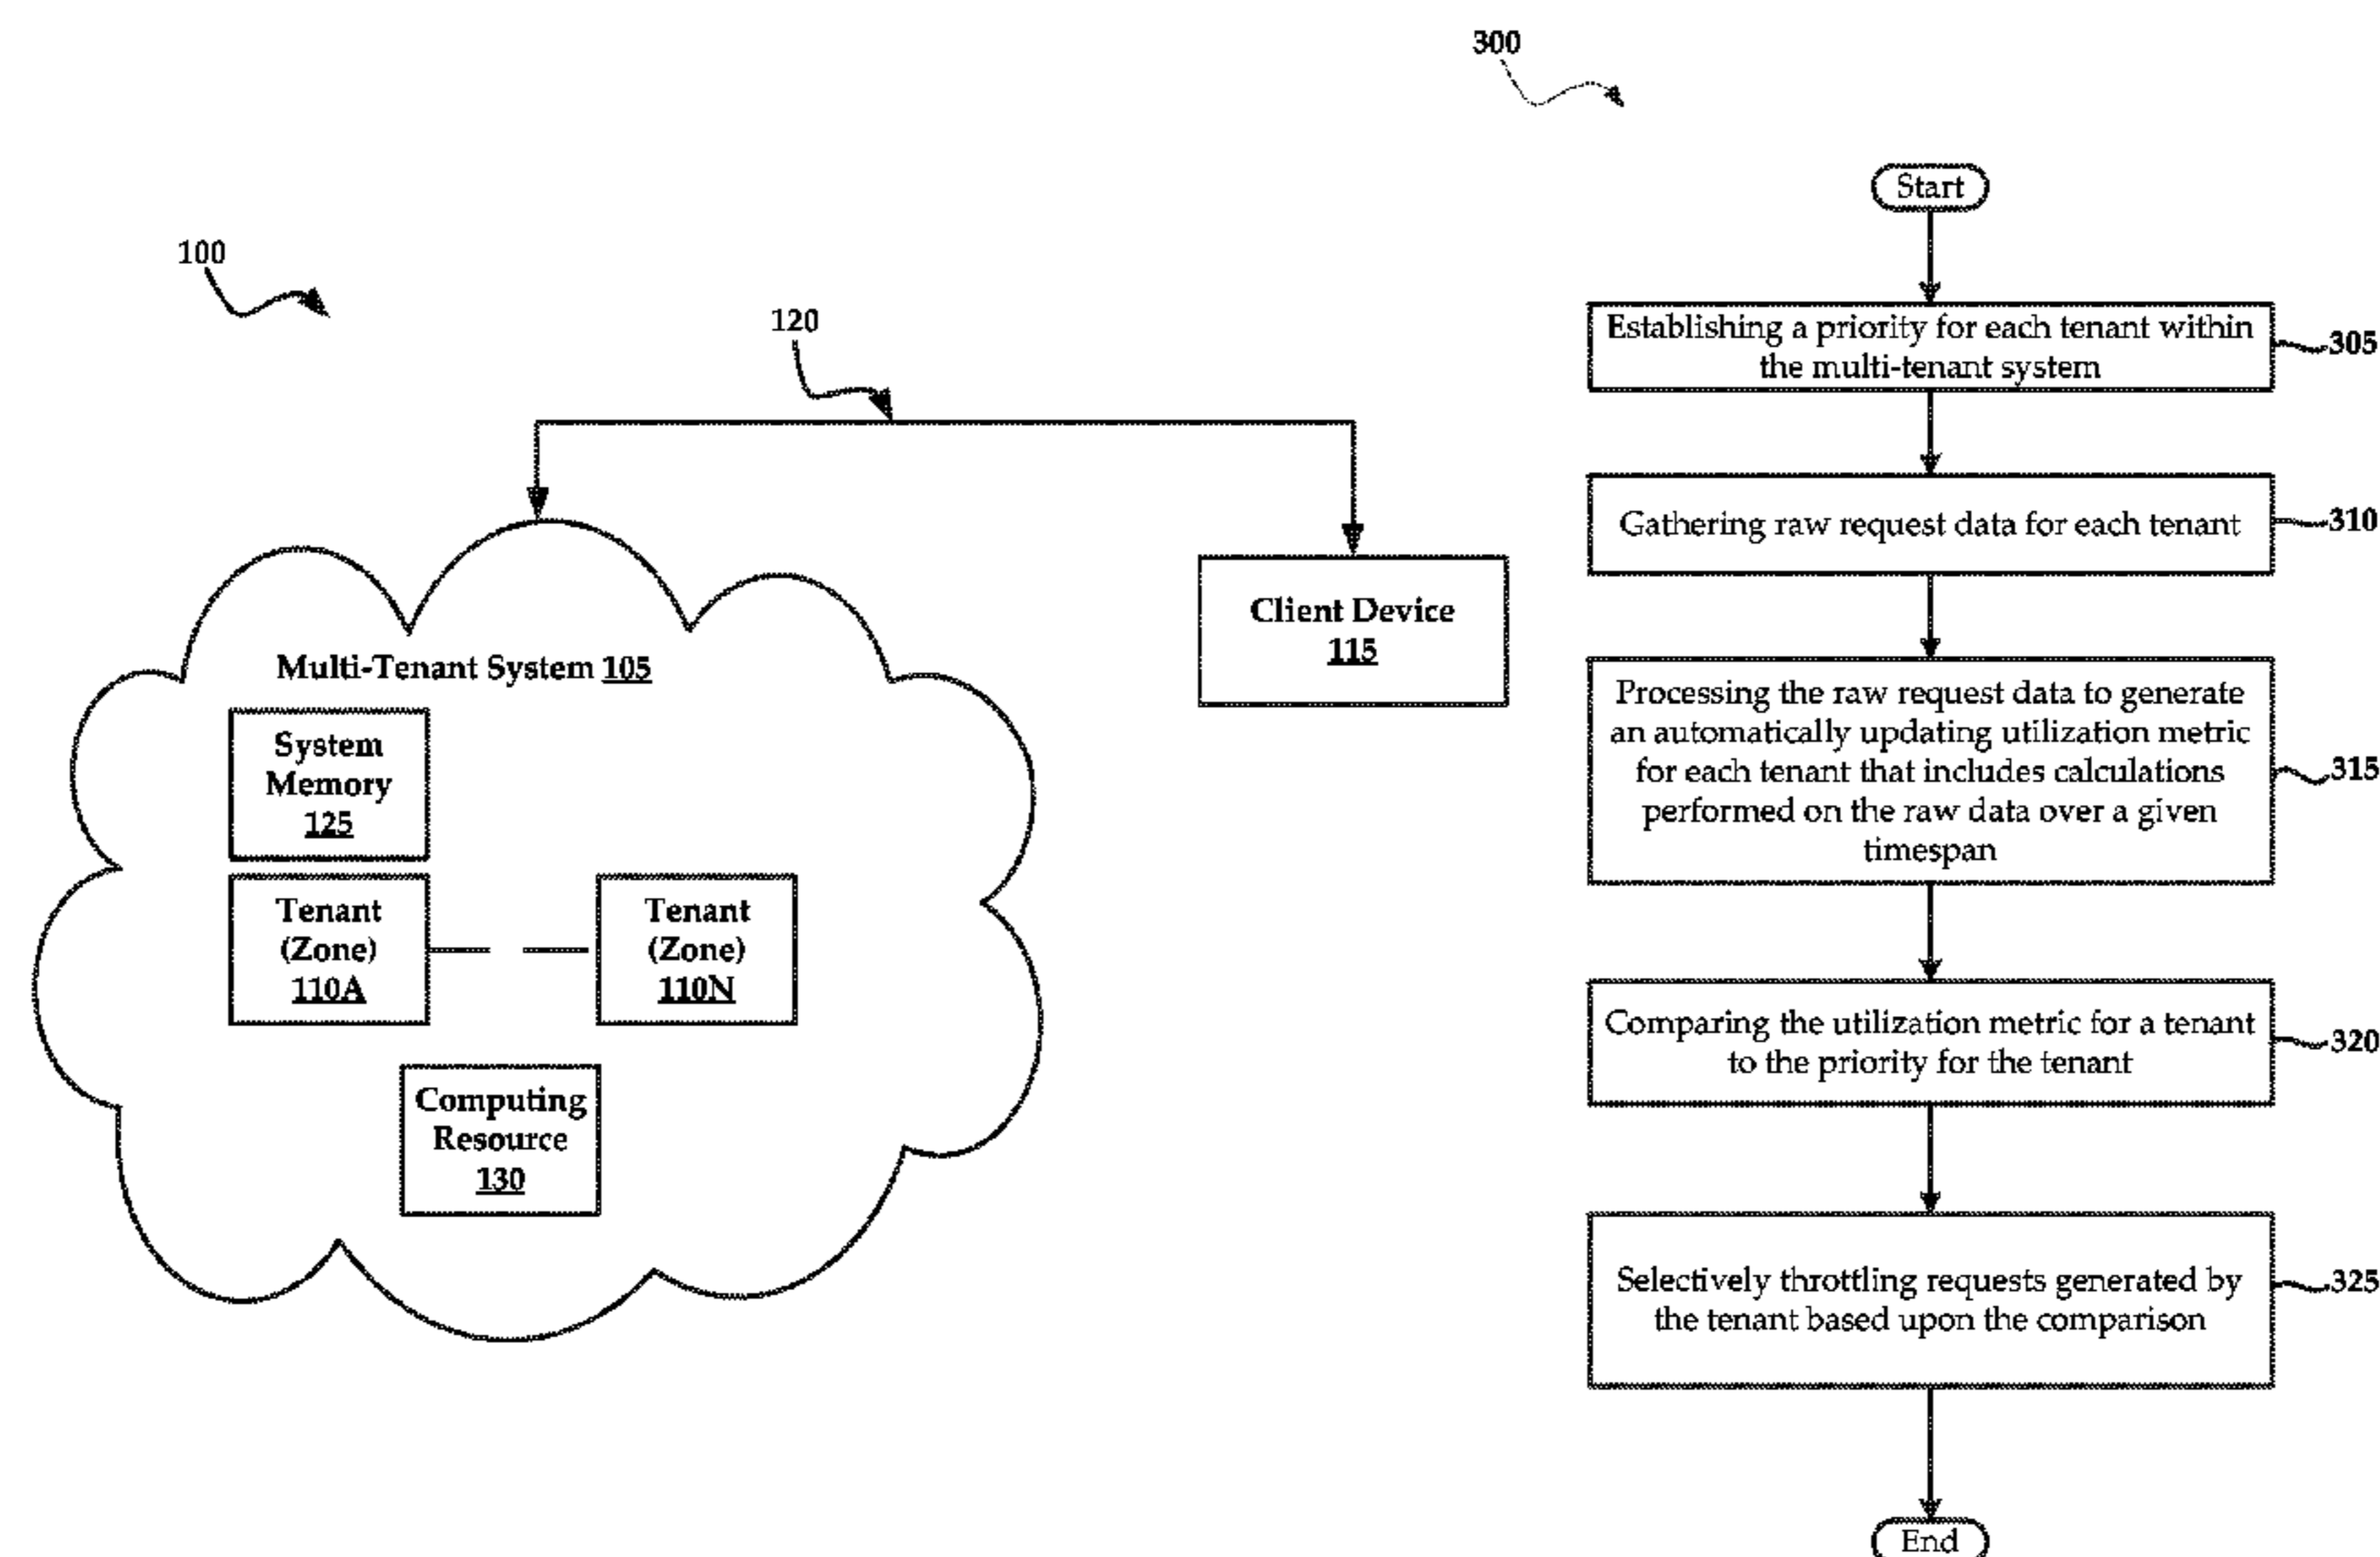 100
120
Multi-Tenant System 105
System
Memory
125
Tenant
(Zone)
110A
Tenant
(Zone)
110N
Computing
Resource
130
Client Device
115
300
Start
Establishing a priority for each tenant within
the multi-tenant system
305
Gathering raw request data for each tenant
310
Processing the raw request data to generate
an automatically updating utilization metric
for each tenant that includes calculations
performed on the raw data over a given
timespan
315
Comparing the utilization metric for a tenant
to the priority for the tenant
320
Selectively throttling requests generated by
the tenant based upon the comparison
325
End